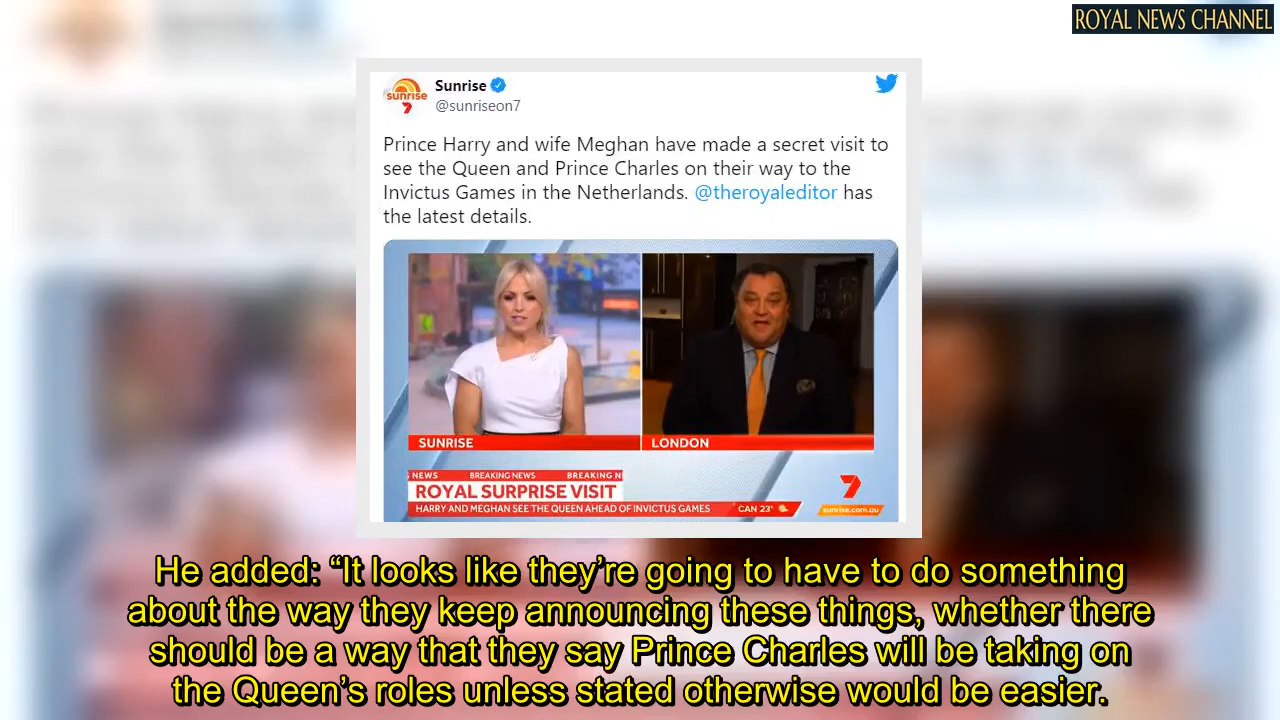 ROYAL NEWS CHANNEL
Sunrise
@sunriseon7
sunrise
7
Prince Harry and wife Meghan have made a secret visit to
see the Queen and Prince Charles on their way to the
Invictus Games in the Netherlands. @theroyaleditor has
the latest details.
SUNRISE
LONDON
NEWS BREAKING NEWS BREAKING
ROYAL SURPRISE VISIT
HARRY AND MEGHAN SEE THE QUEEN AHEAD OF INVICTUS GAMES
CAN 23°
7
sunrise.com.au
He added: “It looks like they’re going to have to do something
about the way they keep announcing these things, whether there
should be a way that they say Prince Charles will be taking on
the Queen’s roles unless stated otherwise would be easier.